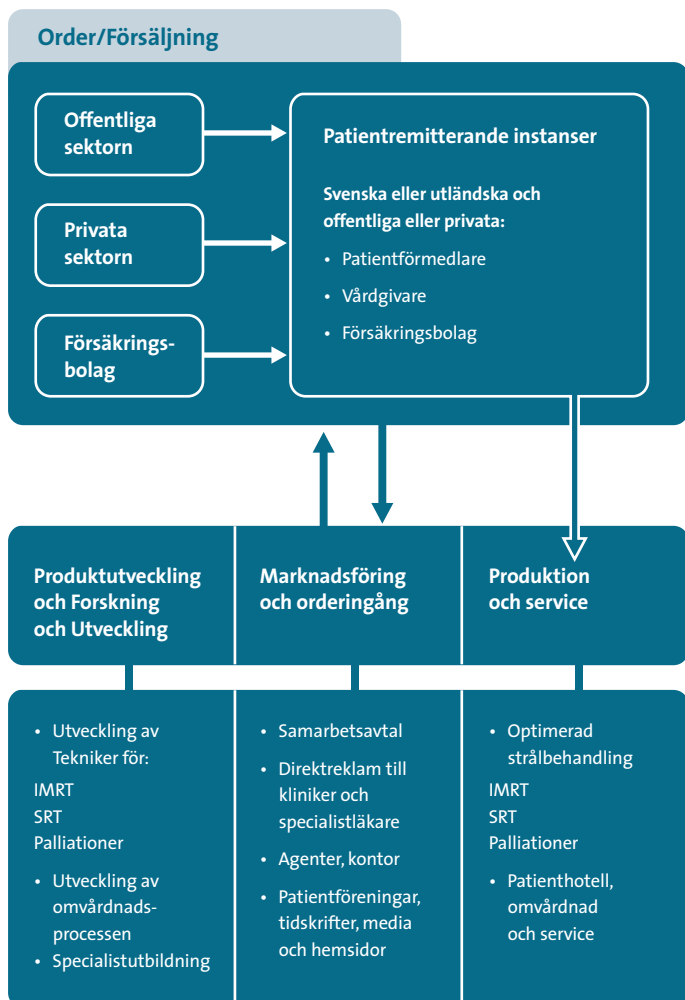 Order/Försäljning
Offentliga
sektorn
Privata
sektorn
Försäkrings-
bolag
Patientremitterande instanser
Svenska eller utländska och
offentliga eller privata:
• Patientförmedlare
• Vårdgivare
• Försäkringsbolag
Produktutveckling
och Forskning
och Utveckling
Marknadsföring
och orderingång
Produktion
och service
• Utveckling av
Tekniker för:
IMRT
SRT
Palliationer
• Utveckling av
omvårdnads-
processen
• Specialistutbildning
• Samarbetsavtal
• Direktreklam till
kliniker och
specialistläkare
• Agenter, kontor
• Patientföreningar,
tidskrifter, media
och hemsidor
• Optimerad
strålbehandling
IMRT
SRT
Palliationer
• Patienthotell,
omvårdnad
och service